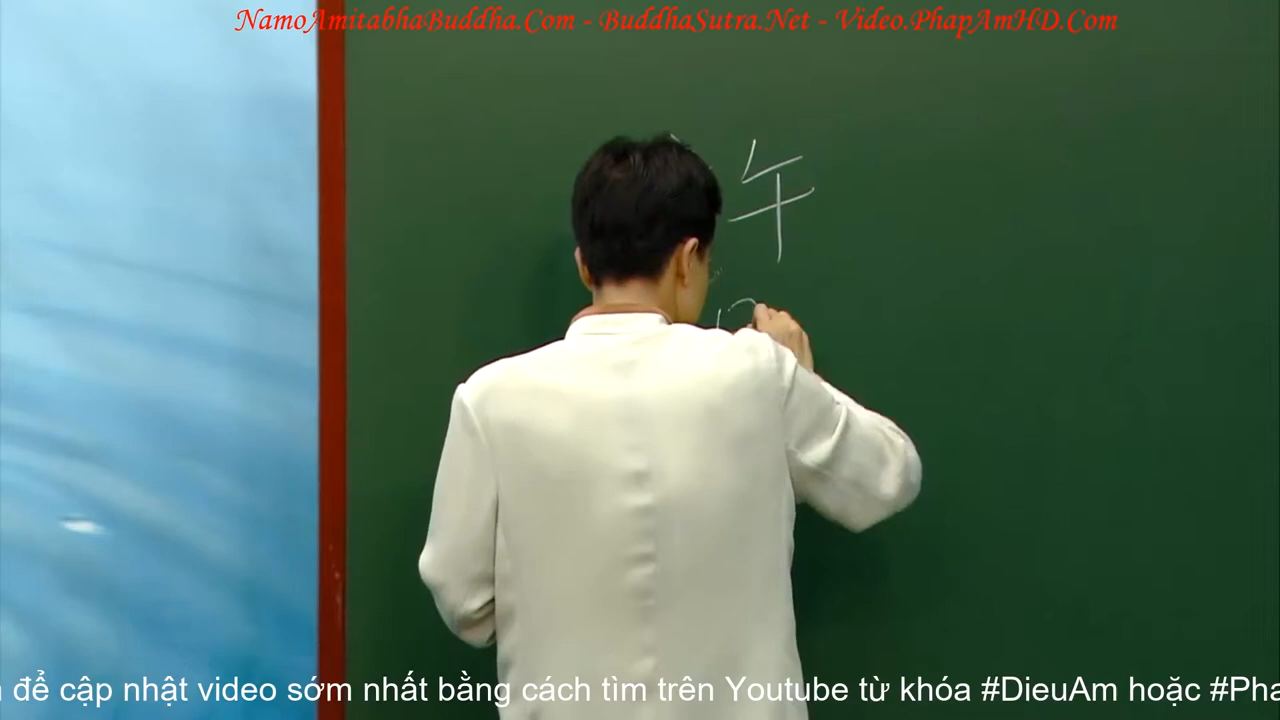 NamoAmitabhaBuddha.Com - BuddhaSutra.Net - Video.PhapAmHD.Com
午
để cập nhật video sớm nhất bằng cách tìm trên Youtube từ khóa #DieuAm hoặc #Pha